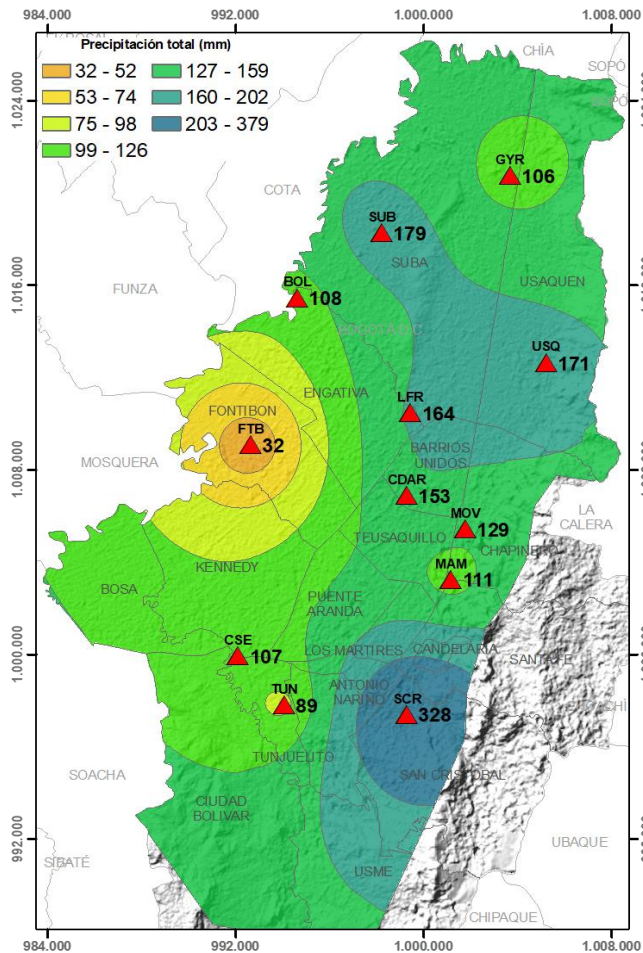 984.000 992.000 1.000.000 1.008.000
Precipitación total (mm)
32 - 52 127 - 159
53 - 74 160 - 202
75 - 98 203 - 379
99 - 126
CHÌA
SOPÓ
1.024.000
GYR
106
COTA
SUB
179
SUBA
1.016.000
BOL
108
FUNZA
USAQUEN
USQ
171
ENGATIVA
LFR
164
FONTIBON
FTB
32
BARRIOS
UNIDOS
MOSQUERA
1.008.000
CDAR
153
MOV
129
LA
CALERA
TEUSAQUILLO
CHAPINERO
MAM
111
KENNEDY
BOSA
PUENTE
ARANDA
1.000.000
CSE
107
LOS MARTIRES
CANDELARIA
SANTA FE
TUN
89
ANTONIO
NARIÑO
SCR
328
TUNJUELITO
SOACHA
SAN CRISTOBAL
CIUDAD
BOLIVAR
992.000
SIBATÉ
USME
UBAQUE
CHIPAQUE
984.000 992.000 1.000.000 1.008.000